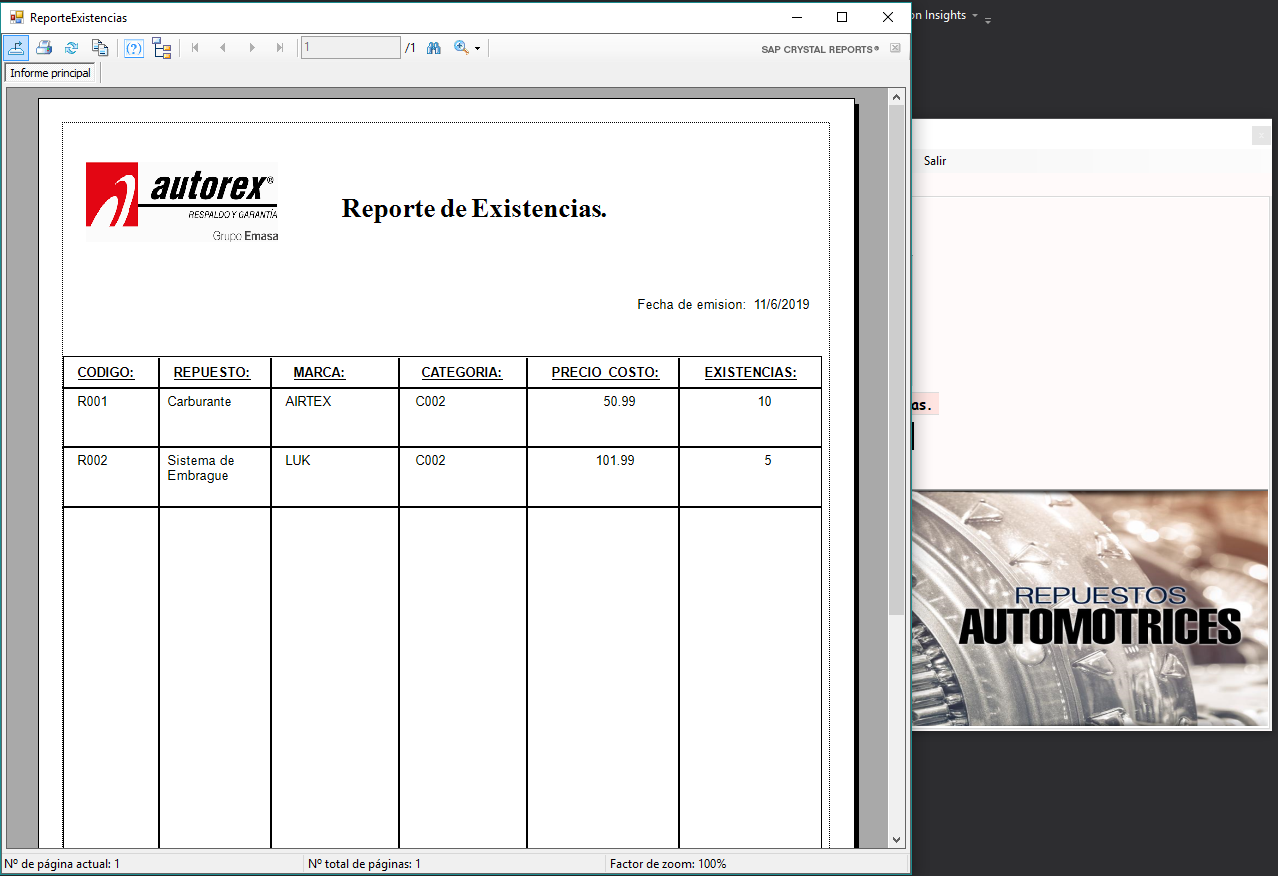 ReporteExistencias
on Insights
1
/1
SAP CRYSTAL REPORTS®
Informe principal
autorex®
RESPALDO Y GARANTÍA
Grupo Emasa
Reporte de Existencias.
Fecha de emision: 11/6/2019
CODIGO: REPUESTO: MARCA: CATEGORIA: PRECIO COSTO: EXISTENCIAS:
R001 Carburante AIRTEX C002 50.99 10
R002 Sistema de LUK C002 101.99 5
Embrague
Salir
as.
REPUESTOS
AUTOMOTRICES
Nº de página actual: 1 Nº total de páginas: 1 Factor de zoom: 100%